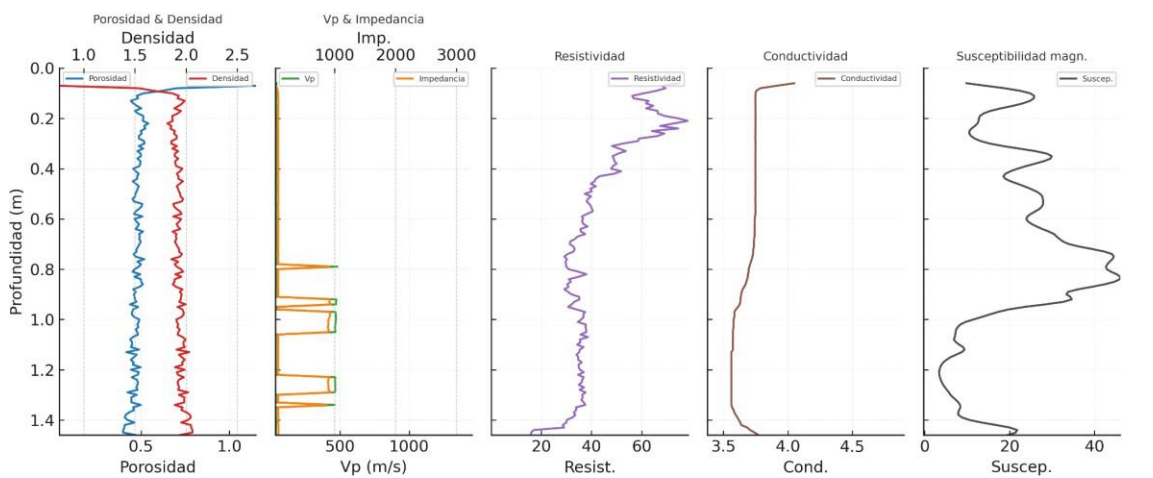 Porosidad & Densidad
Densidad
1.0 1.5 2.0 2.5
Vp & Impedancia
Imp.
1000 2000 3000
Resistividad
Conductividad
Susceptibilidad magn.
Porosidad
Densidad
Vp
Impedancia
Resistividad
Conductividad
Suscep.
Profundidad (m)
0.0
0.2
0.4
0.6
0.8
1.0
1.2
1.4
0.5 1.0
Porosidad
500 1000
Vp (m/s)
20 40 60
Resist.
3.5 4.0 4.5
Cond.
0 20 40
Suscep.